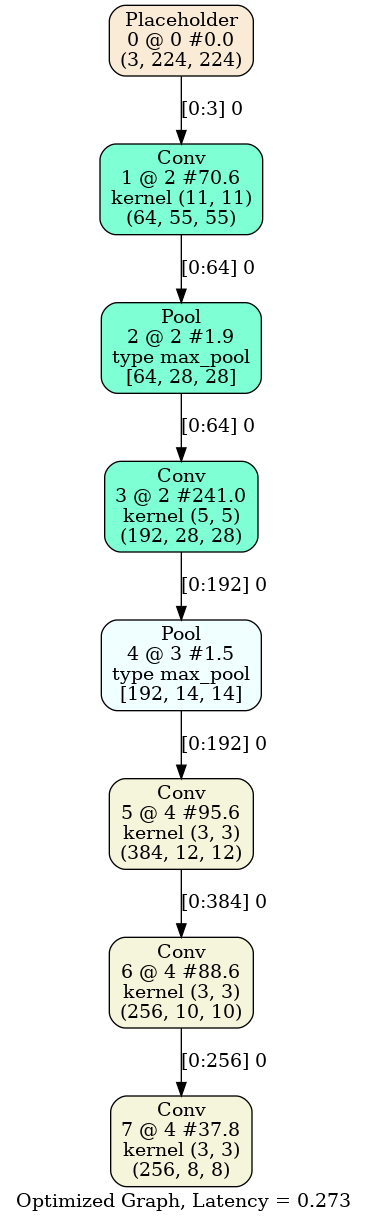 Placeholder
0 @ 0 #0.0
(3, 224, 224)
[0:3] 0
Conv
1 @ 2 #70.6
kernel (11, 11)
(64, 55, 55)
[0:64] 0
Pool
2 @ 2 #1.9
type max_pool
[64, 28, 28]
[0:64] 0
Conv
3 @ 2 #241.0
kernel (5, 5)
(192, 28, 28)
[0:192] 0
Pool
4 @ 3 #1.5
type max_pool
[192, 14, 14]
[0:192] 0
Conv
5 @ 4 #95.6
kernel (3, 3)
(384, 12, 12)
[0:384] 0
Conv
6 @ 4 #88.6
kernel (3, 3)
(256, 10, 10)
[0:256] 0
Conv
7 @ 4 #37.8
kernel (3, 3)
(256, 8, 8)
Optimized Graph, Latency = 0.273